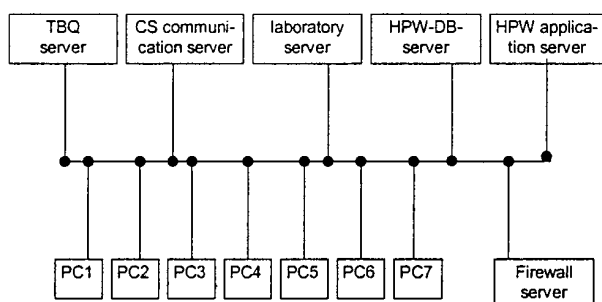 TBQ
server
CS communi-
cation server
laboratory
server
HPW-DB-
server
HPW applica-
tion server
PC1
PC2
PC3
PC4
PC5
PC6
PC7
Firewall
server